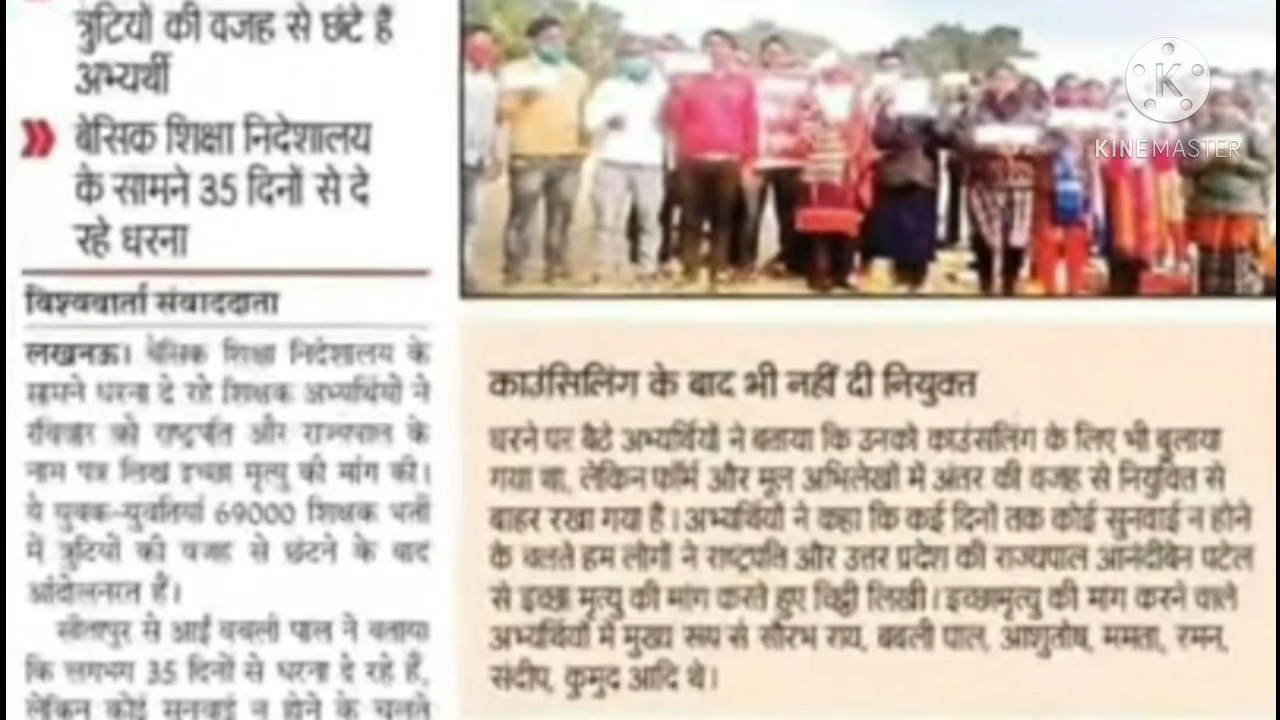 त्रुटियों की वजह से छंटे हैं
अभ्यर्थी
बेसिक शिक्षा निदेशालय
के सामने 35 दिनों से दे
रहे धरना
विश्ववार्ता संवाददाता
लखनऊ। बेसिक शिक्षा निदेशालय के
सामने धरना दे रहे शिक्षक अभ्यर्थियों ने
रविवार को राष्ट्रपति और राज्यपाल के
नाम पत्र लिख इच्छा मृत्यु की मांग की।
ये युवक-युवतियां 69000 शिक्षक भर्ती
में त्रुटियों की वजह से छंटने के बाद
आंदोलनरत हैं।
सीतापुर से आईं बबली पाल ने बताया
कि लगभग 35 दिनों से धरना दे रहे हैं,
लेकिन कोई सुनवाई न होने के चलते
KINEMASTER
काउंसिलिंग के बाद भी नहीं दी नियुक्त
धरने पर बैठे अभ्यर्थियों ने बताया कि उनको काउंसलिंग के लिए भी बुलाया
गया था, लेकिन फॉर्म और मूल अभिलेखों में अंतर की वजह से नियुक्ति से
बाहर रखा गया है। अभ्यर्थियों ने कहा कि कई दिनों तक कोई सुनवाई न होने
के चलते हम लोगों ने राष्ट्रपति और उत्तर प्रदेश की राज्यपाल आनंदीबेन पटेल
से इच्छा मृत्यु की मांग करते हुए चिट्ठी लिखी। इच्छामृत्यु की मांग करने वाले
अभ्यर्थियों में मुख्य रूप से सौरभ राय, बबली पाल, आशुतोष, ममता, रमन,
संदीप, कुमुद आदि थे।